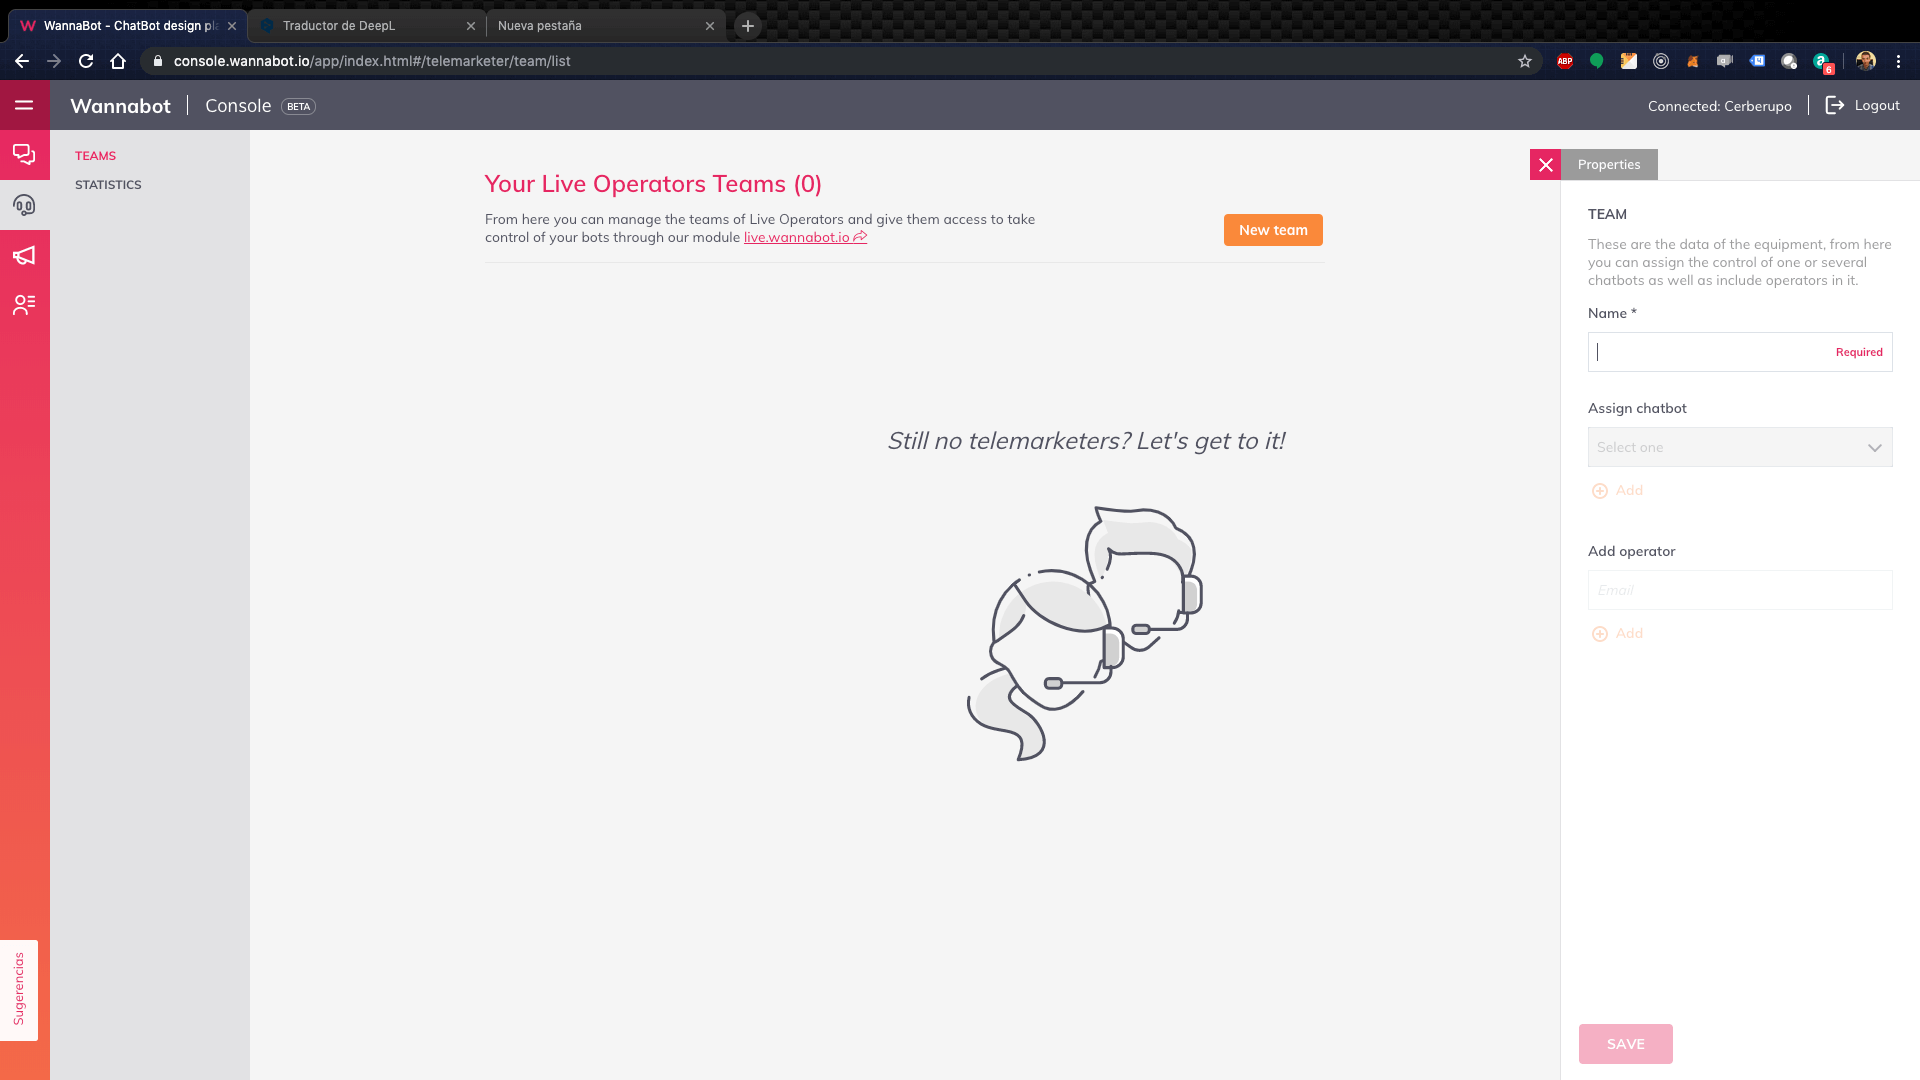 WannaBot - ChatBot design pl
Traductor de DeepL
Nueva pestaña
console.wannabot.io/app/index.html#/telemarketer/team/list
ABP
6
Wannabot
Console
BETA
Connected: Cerberupo
Logout
TEAMS
STATISTICS
Your Live Operators Teams (0)
From here you can manage the teams of Live Operators and give them access to take
control of your bots through our module live.wannabot.io
New team
Still no telemarketers? Let's get to it!
Properties
TEAM
These are the data of the equipment, from here
you can assign the control of one or several
chatbots as well as include operators in it.
Name *
Required
Assign chatbot
Select one
Add
Add operator
Email
Add
SAVE
Sugerencias